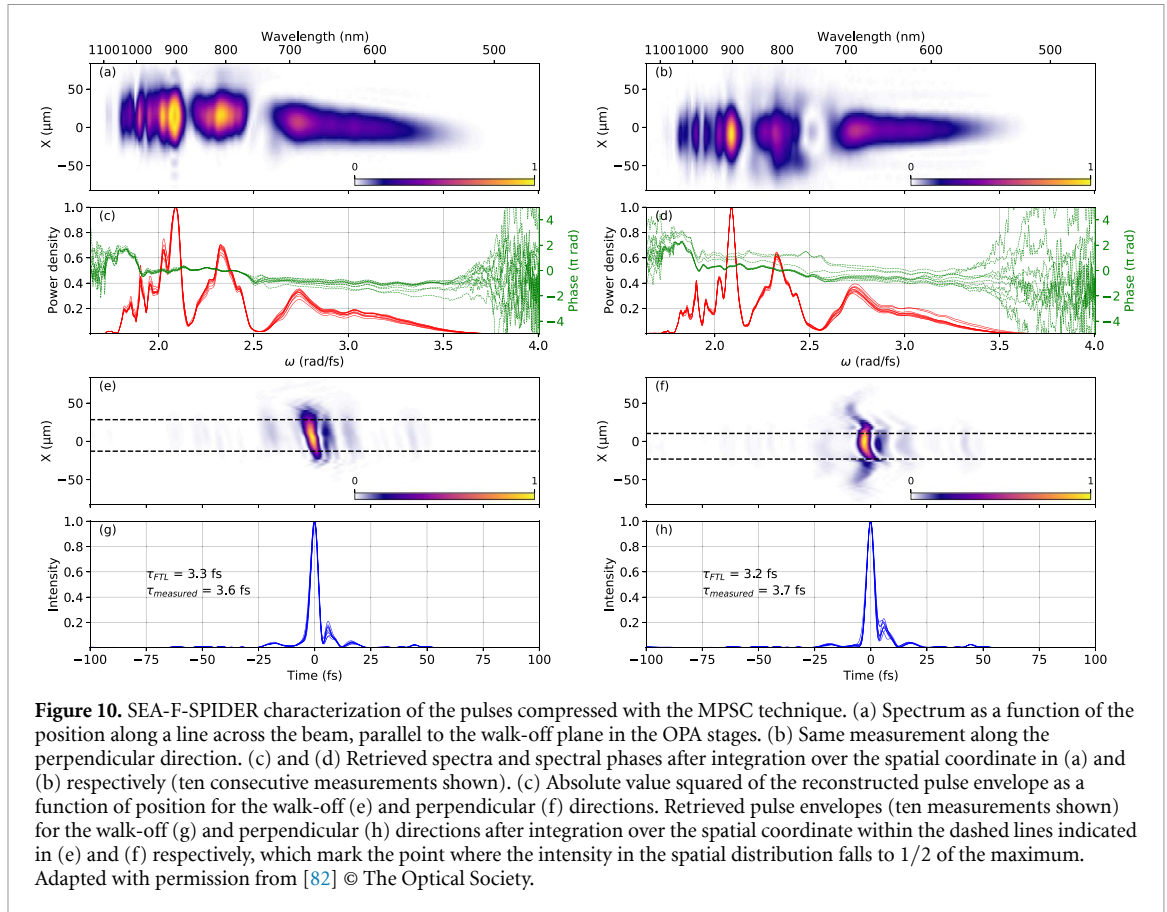 Wavelength (nm)
1100 1000 900 800 700 600 500
(a)
X (μm)
50
0
−50
0 1
Wavelength (nm)
1100 1000 900 800 700 600 500
(b)
X (μm)
50
0
−50
0 1
(c)
Power density
1.0
0.8
0.6
0.4
0.2
Phase (π rad)
4
2
0
−2
−4
2.0 2.5 3.0 3.5 4.0
ω (rad/fs)
(d)
Power density
1.0
0.8
0.6
0.4
0.2
Phase (π rad)
4
2
0
−2
−4
2.0 2.5 3.0 3.5 4.0
ω (rad/fs)
(e)
X (μm)
50
0
−50
0 1
(f)
X (μm)
50
0
−50
0 1
(g)
Intensity
1.0
0.8
0.6
0.4
0.2
τFTL = 3.3 fs
τmeasured = 3.6 fs
−100 −75 −50 −25 0 25 50 75 100
Time (fs)
(h)
Intensity
1.0
0.8
0.6
0.4
0.2
τFTL = 3.2 fs
τmeasured = 3.7 fs
−100 −75 −50 −25 0 25 50 75 100
Time (fs)
Figure 10. SEA-F-SPIDER characterization of the pulses compressed with the MPSC technique. (a) Spectrum as a function of the
position along a line across the beam, parallel to the walk-off plane in the OPA stages. (b) Same measurement along the
perpendicular direction. (c) and (d) Retrieved spectra and spectral phases after integration over the spatial coordinate in (a) and
(b) respectively (ten consecutive measurements shown). (c) Absolute value squared of the reconstructed pulse envelope as a
function of position for the walk-off (e) and perpendicular (f) directions. Retrieved pulse envelopes (ten measurements shown)
for the walk-off (g) and perpendicular (h) directions after integration over the spatial coordinate within the dashed lines indicated
in (e) and (f) respectively, which mark the point where the intensity in the spatial distribution falls to 1/2 of the maximum.
Adapted with permission from [82] © The Optical Society.